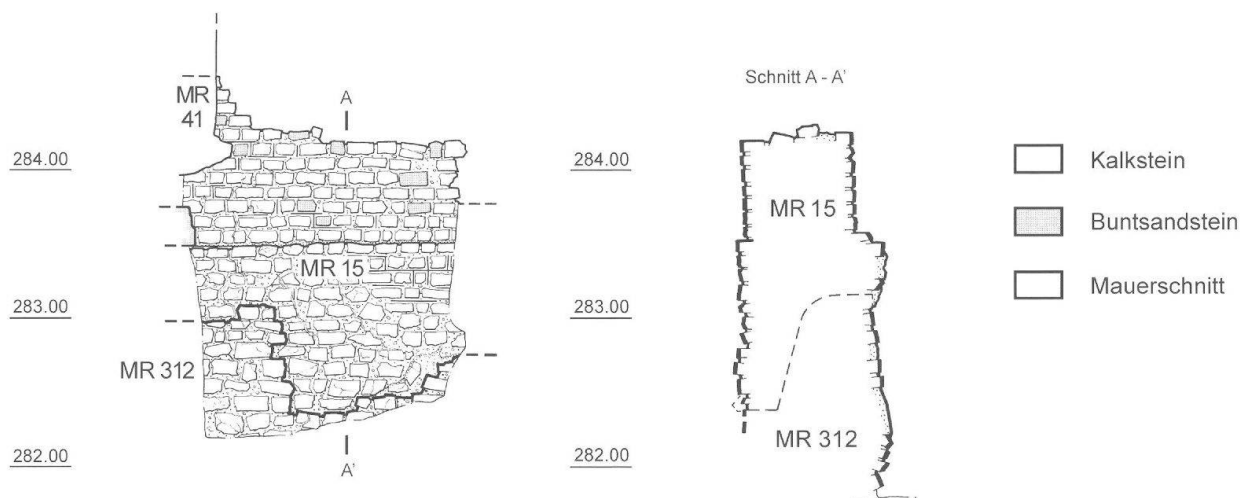 MR
41
A
284.00
MR 15
283.00
MR 312
282.00
A'
Schnitt A - A'
284.00
MR 15
283.00
MR 312
282.00
Kalkstein
Buntsandstein
Mauerschnitt